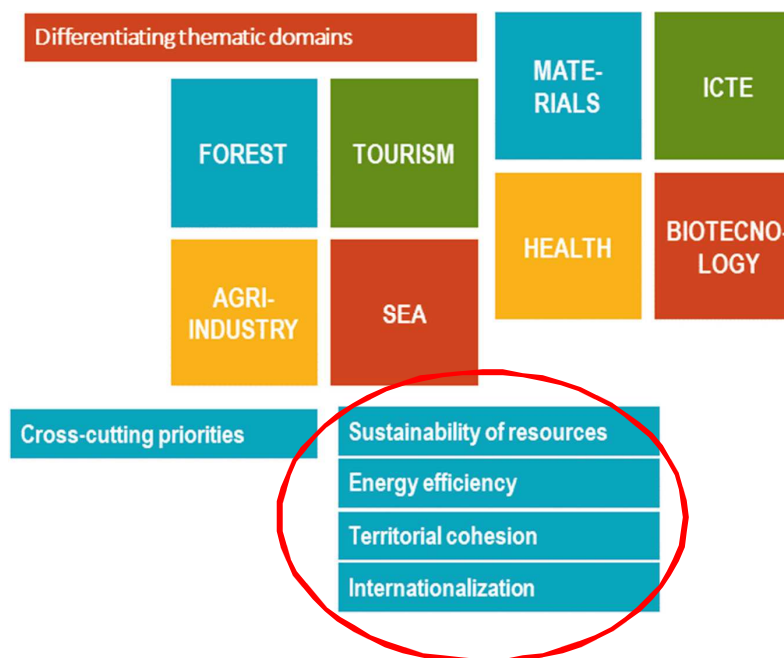 Differentiating thematic domains
MATE-
RIALS
ICTE
FOREST
TOURISM
HEALTH
BIOTECNO-
LOGY
AGRI-
INDUSTRY
SEA
Cross-cutting priorities
Sustainability of resources
Energy efficiency
Territorial cohesion
Internationalization